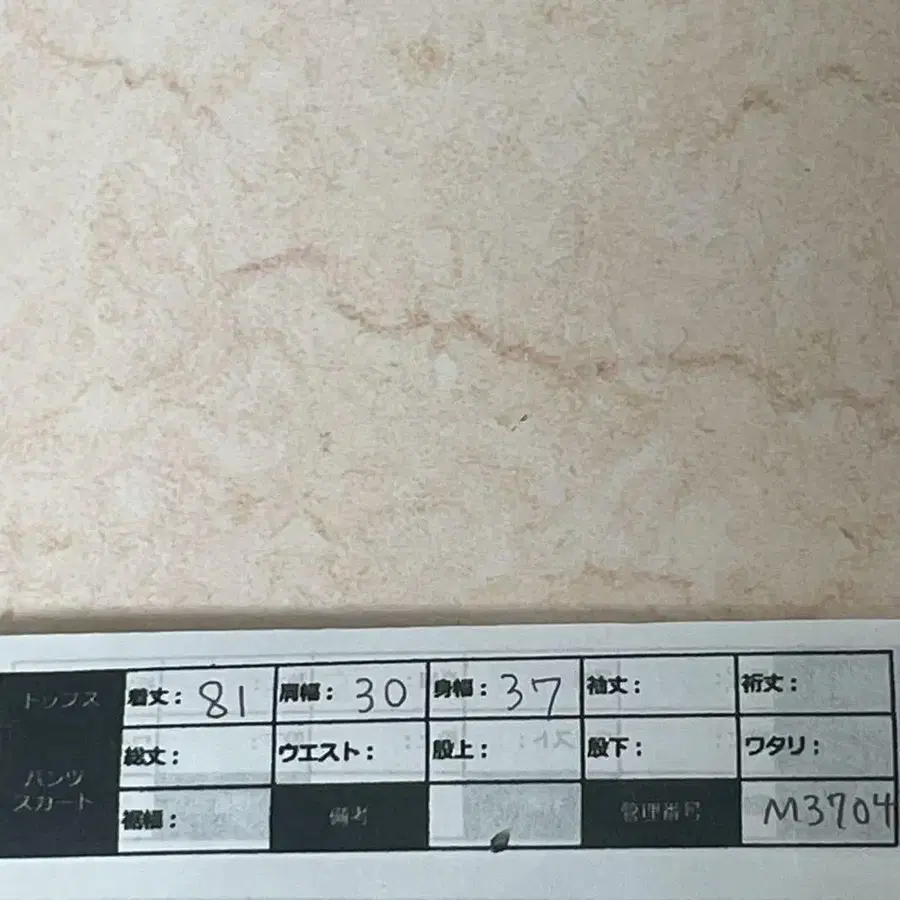 トップス 着丈: 81 肩幅: 30 身幅: 37 袖丈: 裄丈:
パンツ スカート 総丈: ウエスト: 股上: 股下: ワタリ:
裾幅: 備考 管理番号 M3704